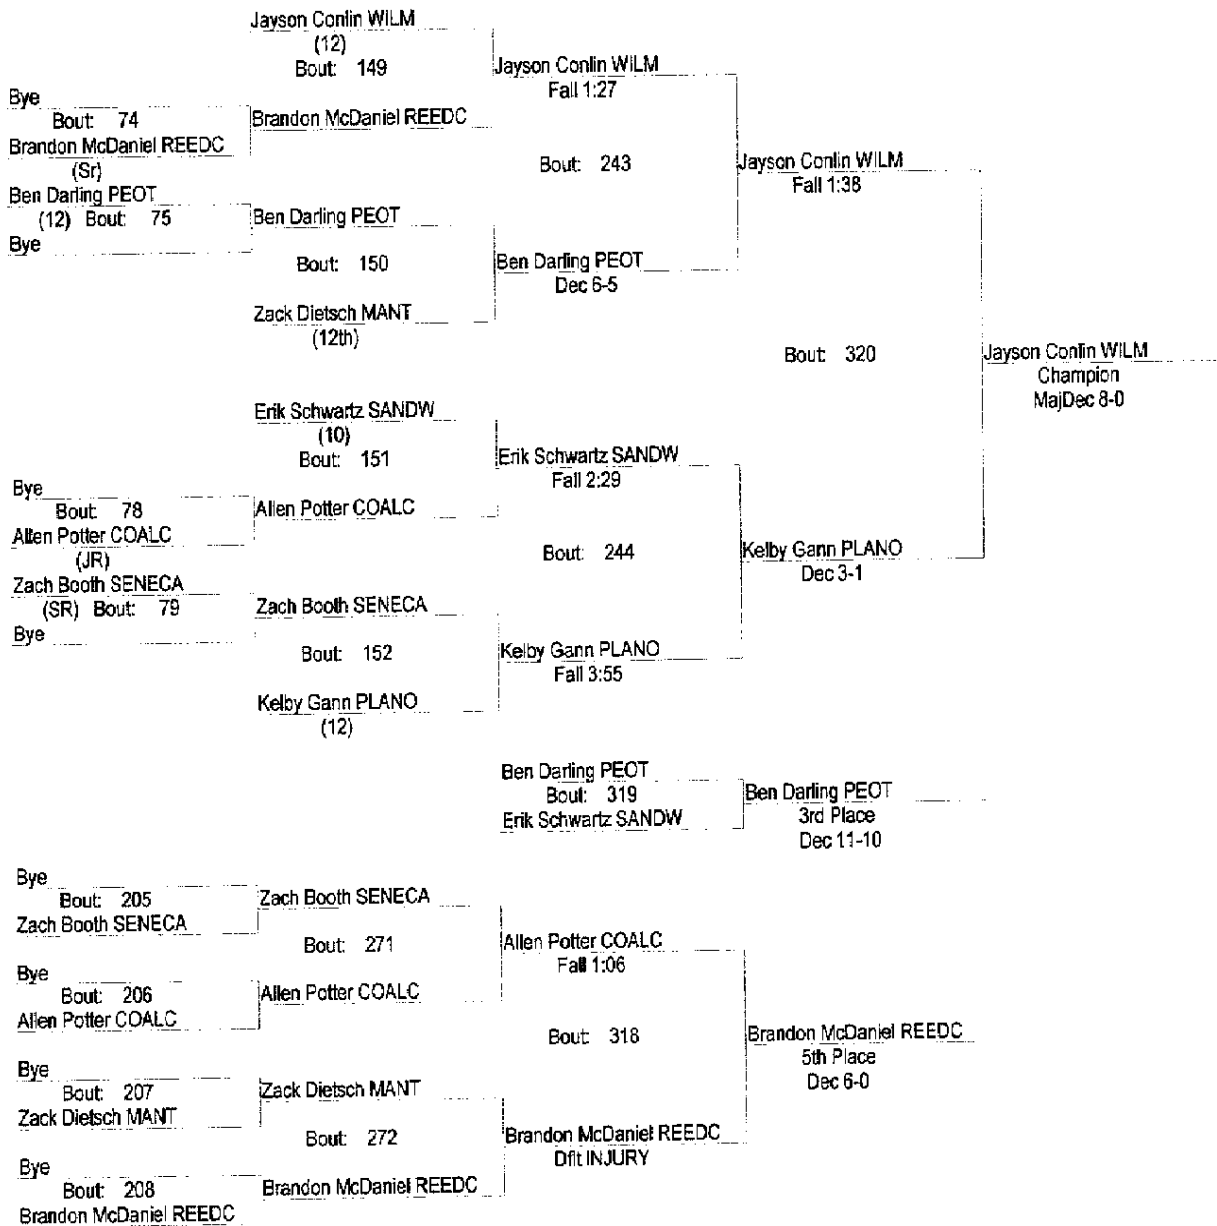 Jayson Conlin WILM
(12)
Bout: 149
Jayson Conlin WILM
Fall 1:27
Bye
Bout: 74
Brandon McDaniel REEDC
Brandon McDaniel REEDC
(Sr)
Bout: 243
Jayson Conlin WILM
Fall 1:38
Ben Darling PEOT
(12) Bout: 75
Ben Darling PEOT
Bye
Bout: 150
Ben Darling PEOT
Dec 6-5
Zack Dietsch MANT
(12th)
Bout: 320
Jayson Conlin WILM
Champion
MajDec 8-0
Erik Schwartz SANDW
(10)
Bout: 151
Erik Schwartz SANDW
Fall 2:29
Bye
Bout: 78
Allen Potter COALC
Allen Potter COALC
(JR)
Bout: 244
Kelby Gann PLANO
Dec 3-1
Zach Booth SENECA
(SR) Bout: 79
Zach Booth SENECA
Bye
Bout: 152
Kelby Gann PLANO
Fall 3:55
Kelby Gann PLANO
(12)
Ben Darling PEOT
Bout: 319
Erik Schwartz SANDW
Ben Darling PEOT
3rd Place
Dec 11-10
Bye
Bout: 205
Zach Booth SENECA
Zach Booth SENECA
Bout: 271
Allen Potter COALC
Fall 1:06
Bye
Bout: 206
Allen Potter COALC
Allen Potter COALC
Bout: 318
Brandon McDaniel REEDC
5th Place
Dec 6-0
Bye
Bout: 207
Zack Dietsch MANT
Zack Dietsch MANT
Bout: 272
Brandon McDaniel REEDC
Dflt INJURY
Bye
Bout: 208
Brandon McDaniel REEDC
Brandon McDaniel REEDC